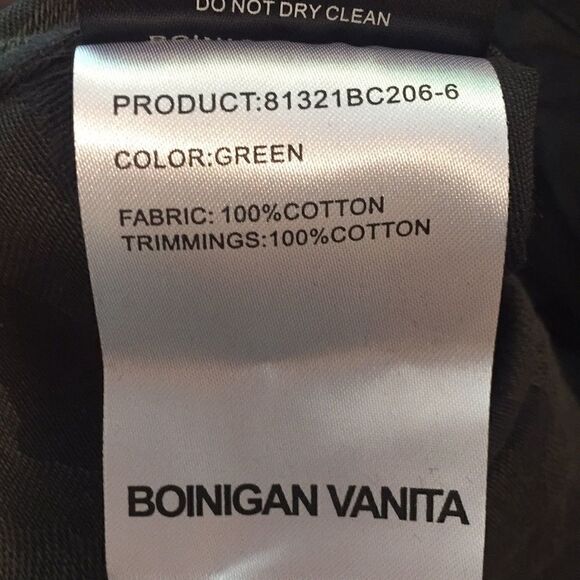 DO NOT DRY CLEAN
PRODUCT:81321BC206-6
COLOR:GREEN
FABRIC: 100%COTTON
TRIMMINGS:100%COTTON
BOINIGAN VANITA